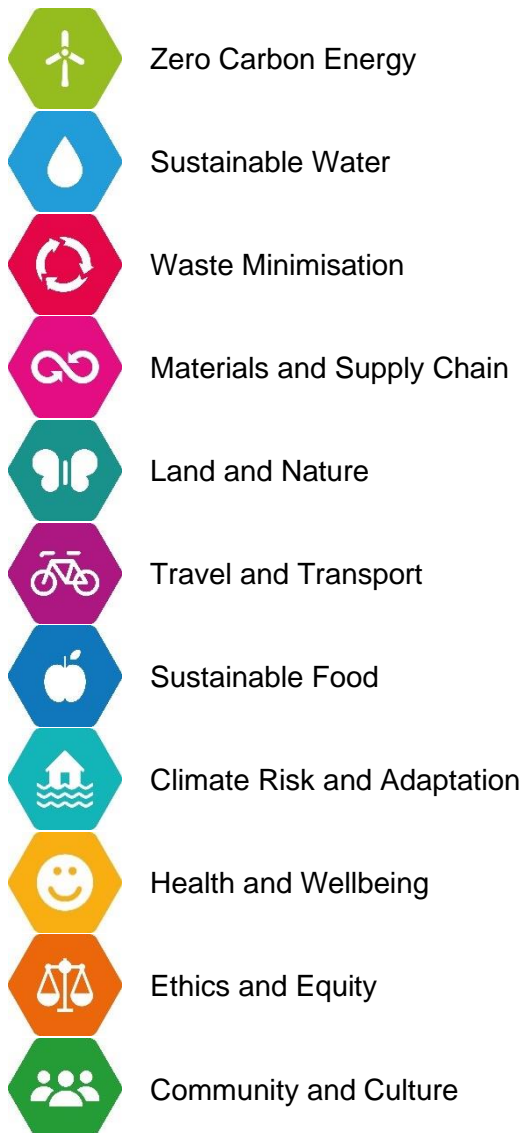 Zero Carbon Energy
Sustainable Water
Waste Minimisation
Materials and Supply Chain
Land and Nature
Travel and Transport
Sustainable Food
Climate Risk and Adaptation
Health and Wellbeing
Ethics and Equity
Community and Culture